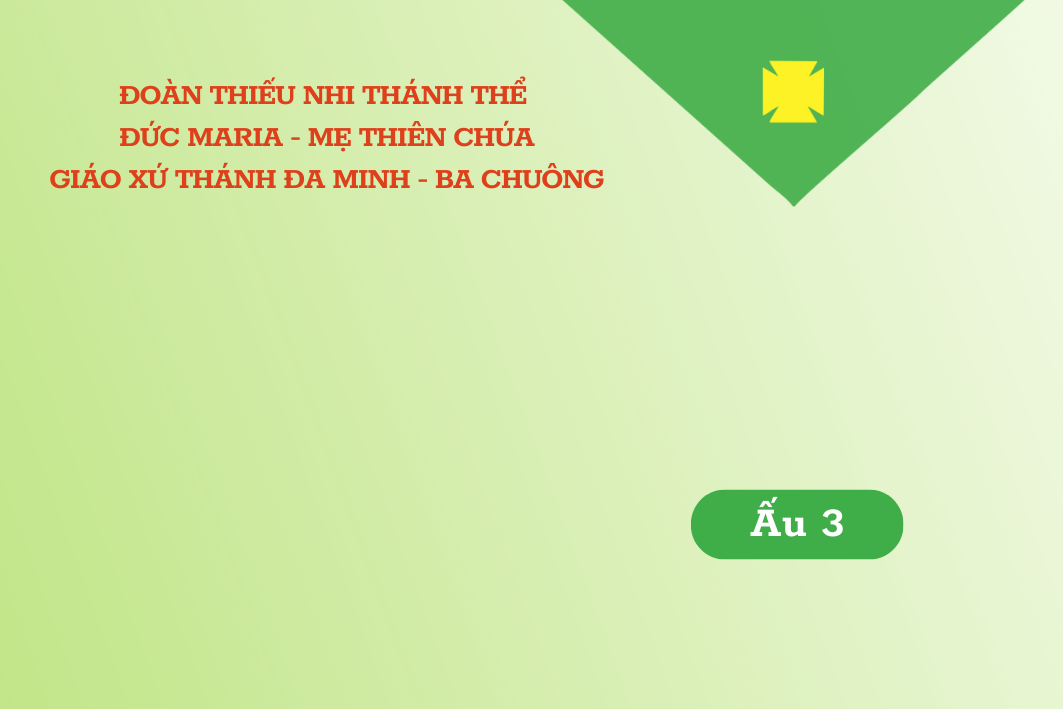 ĐOÀN THIẾU NHI THÁNH THỂ
ĐỨC MARIA - MẸ THIÊN CHÚA
GIÁO XỨ THÁNH ĐA MINH - BA CHUÔNG
Ấu 3